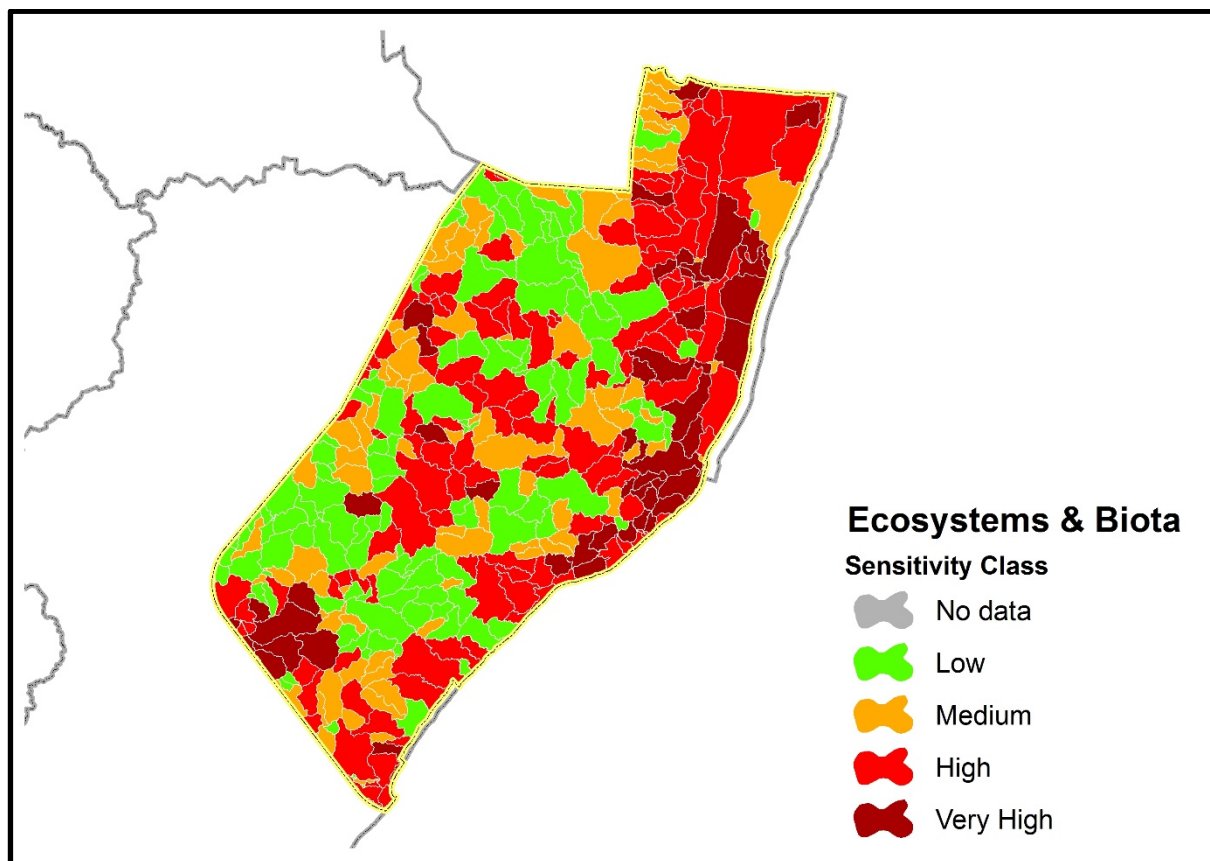 Ecosystems & Biota
Sensitivity Class
No data
Low
Medium
High
Very High